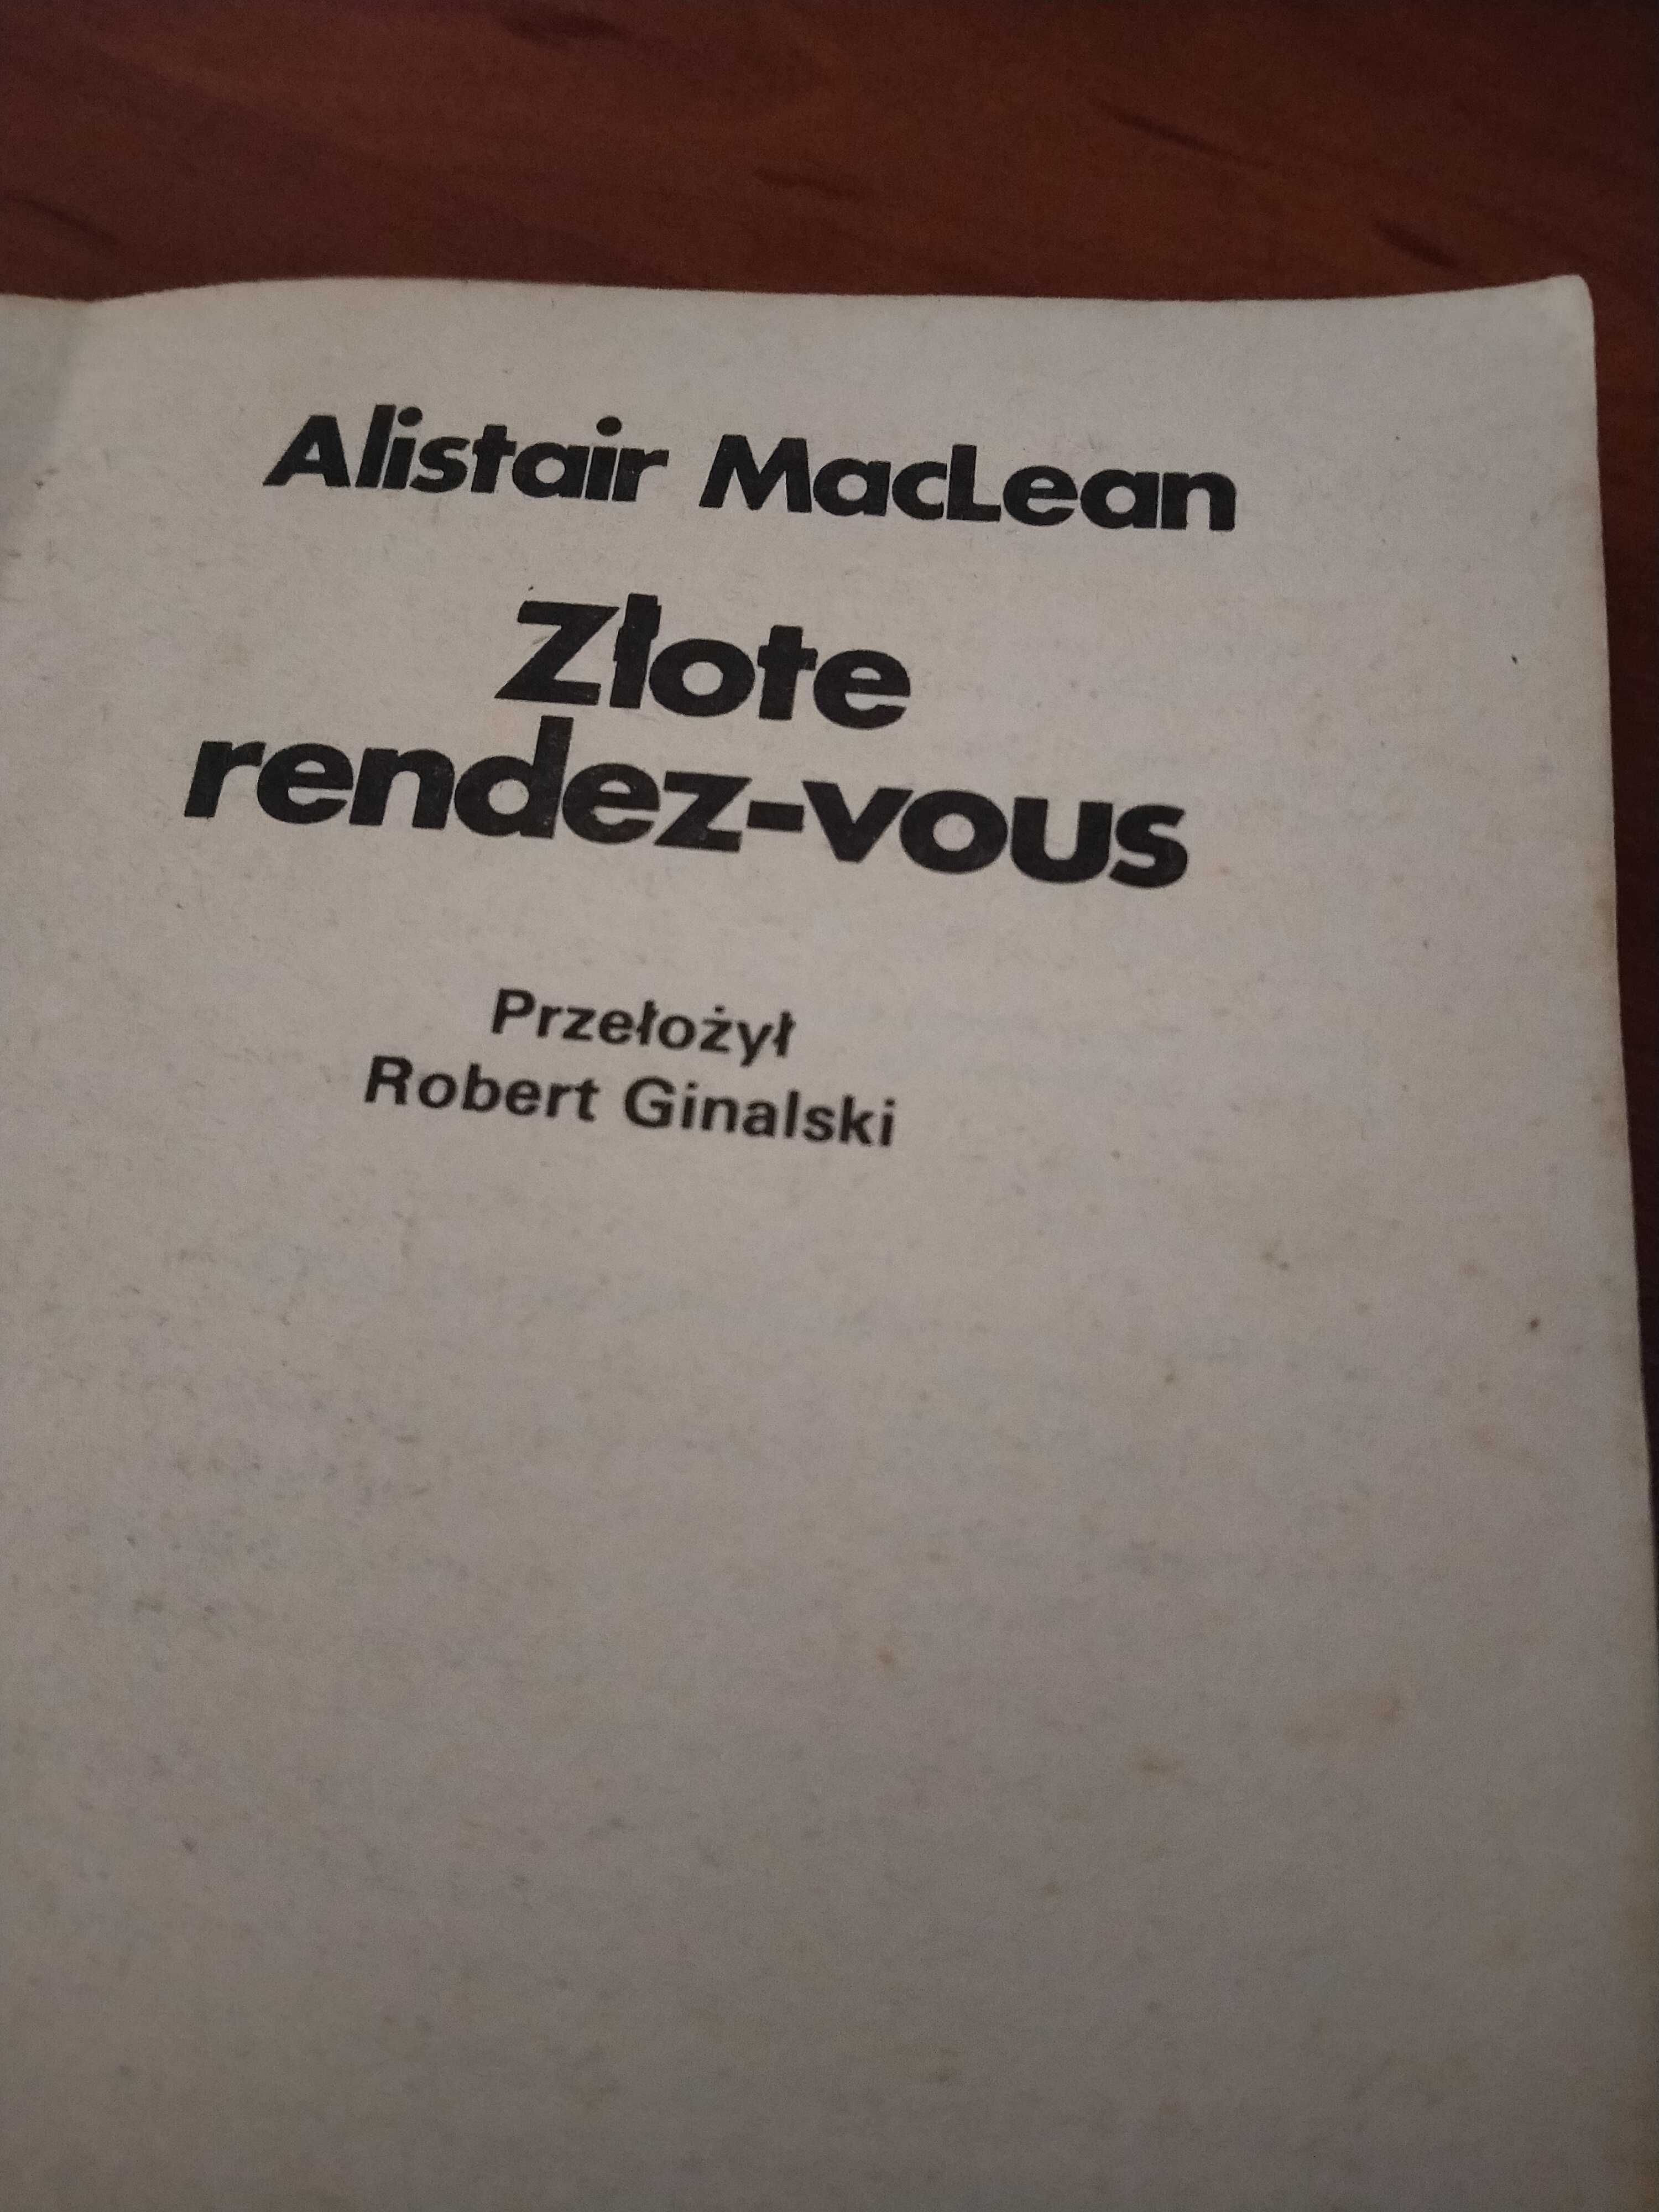 Alistair MacLean
Złote
rendez-vous
Przełożył
Robert Ginalski